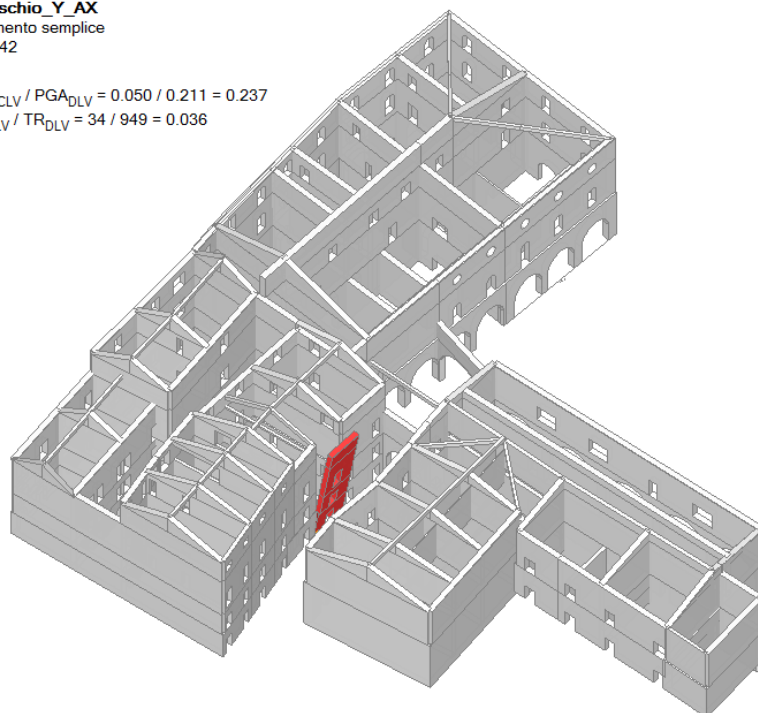 schio_Y_AX
mento semplice
42
CLV / PGADLV = 0.050 / 0.211 = 0.237
LV / TRDLV = 34 / 949 = 0.036